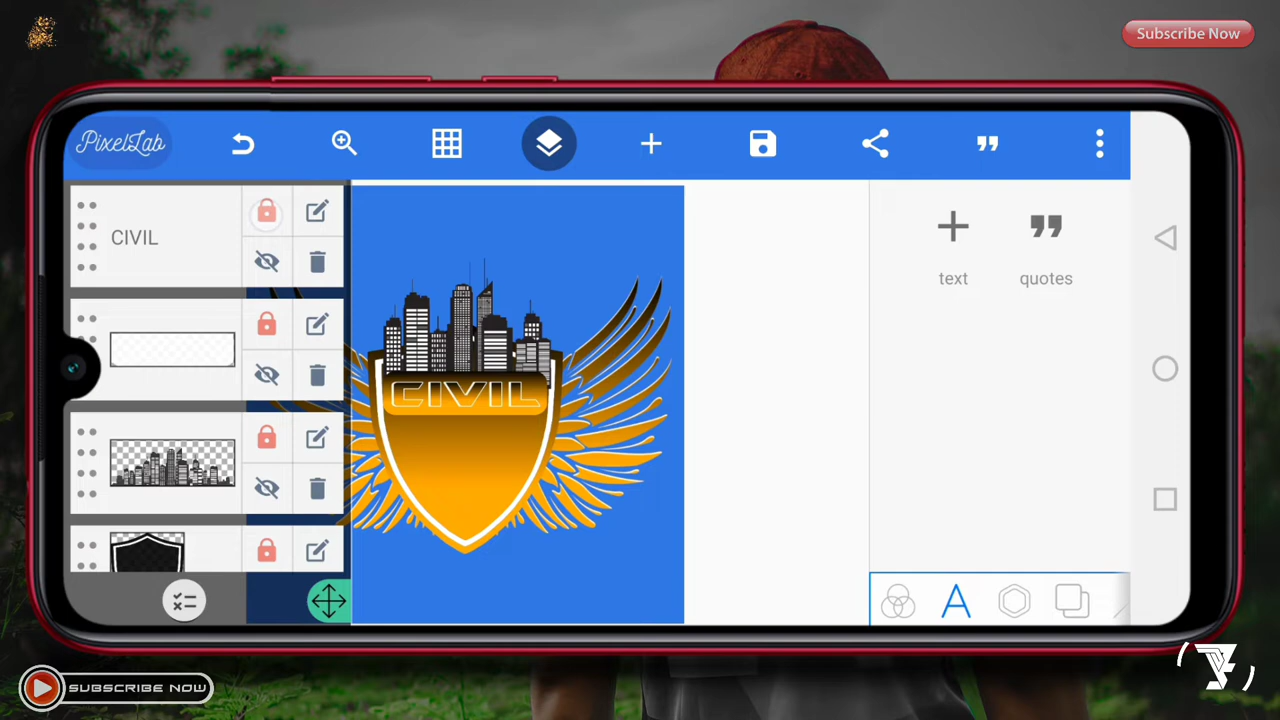 Subscribe Now
PixelLab
CIVIL
CIVIL
text
quotes
SUBSCRIBE NOW